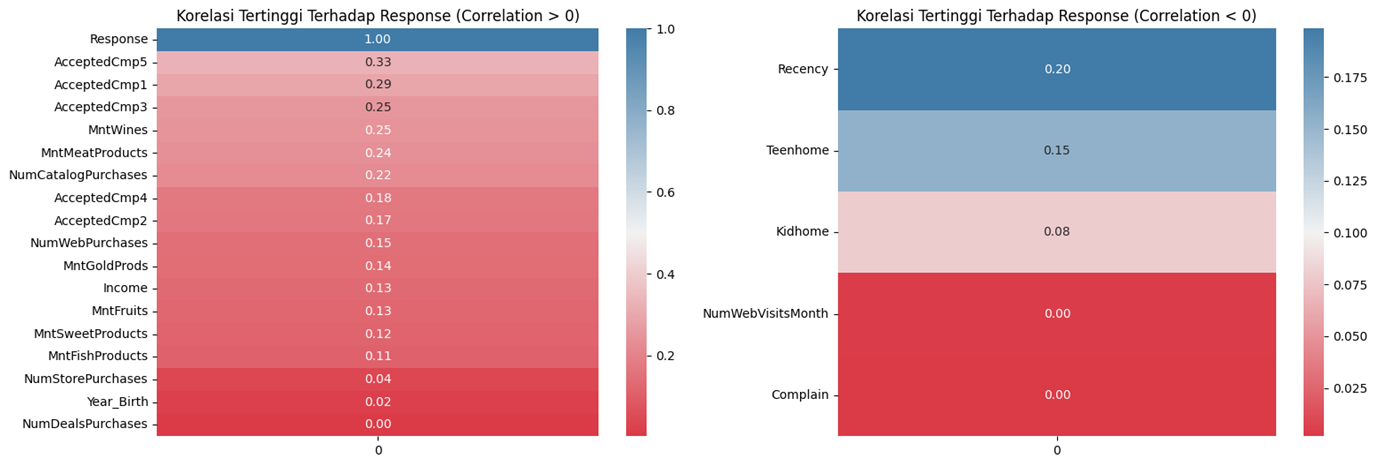 Korelasi Tertinggi Terhadap Response (Correlation > 0)
Response 1.00
AcceptedCmp5 0.33
AcceptedCmp1 0.29
AcceptedCmp3 0.25
MntWines 0.25
MntMeatProducts 0.24
NumCatalogPurchases 0.22
AcceptedCmp4 0.18
AcceptedCmp2 0.17
NumWebPurchases 0.15
MntGoldProds 0.14
Income 0.13
MntFruits 0.13
MntSweetProducts 0.12
MntFishProducts 0.11
NumStorePurchases 0.04
Year_Birth 0.02
NumDealsPurchases 0.00
0
1.0
0.8
0.6
0.4
0.2
Korelasi Tertinggi Terhadap Response (Correlation < 0)
Recency 0.20
Teenhome 0.15
Kidhome 0.08
NumWebVisitsMonth 0.00
Complain 0.00
0
0.175
0.150
0.125
0.100
0.075
0.050
0.025